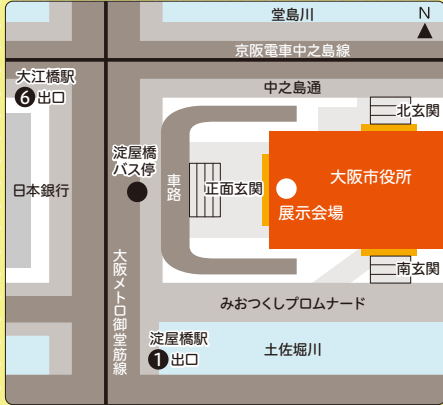 堂島川
N
京阪電車中之島線
大江橋駅
6 出口
中之島通
北玄関
淀屋橋
バス停
車路
正面玄関
大阪市役所
日本銀行
展示会場
大阪メトロ御堂筋線
南玄関
みおつくしプロムナード
淀屋橋駅
1 出口
土佐堀川